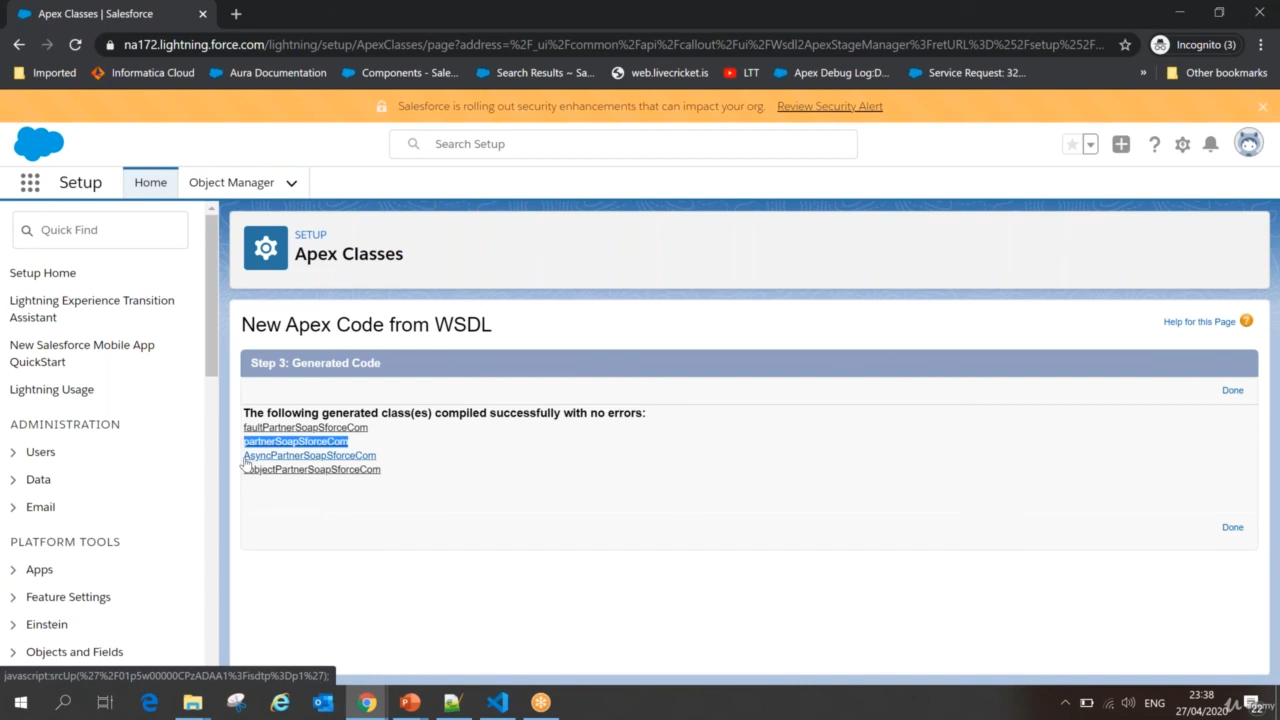 Apex Classes | Salesforce
na172.lightning.force.com/lightning/setup/ApexClasses/page?address=%2F_ui%2Fcommon%2Fapi%2Fcallout%2Fui%2FWsdl2ApexStageManager%3FretURL%3D%252Fsetup%252F...
Incognito (3)
Imported
Informatica Cloud
Aura Documentation
Components - Sale...
Search Results ~ Sa...
web.livecricket.is
LTT
Apex Debug Log:D...
Service Request: 32...
»
Other bookmarks
Salesforce is rolling out security enhancements that can impact your org. Review Security Alert
Search Setup
Setup
Home
Object Manager
Quick Find
Setup Home
Lightning Experience Transition
Assistant
New Salesforce Mobile App
QuickStart
Lightning Usage
ADMINISTRATION
Users
Data
Email
PLATFORM TOOLS
Apps
Feature Settings
Einstein
Objects and Fields
SETUP
Apex Classes
New Apex Code from WSDL
Help for this Page
Step 3: Generated Code
Done
The following generated class(es) compiled successfully with no errors:
faultPartnerSoapSforceCom
partnerSoapSforceCom
AsyncPartnerSoapSforceCom
sobjectPartnerSoapSforceCom
Done
javascript:srcUp(%27%2F01p5w00000CPzADAA1%3Fisdtp%3Dp1%27);
ENG
23:38
27/04/2020
22